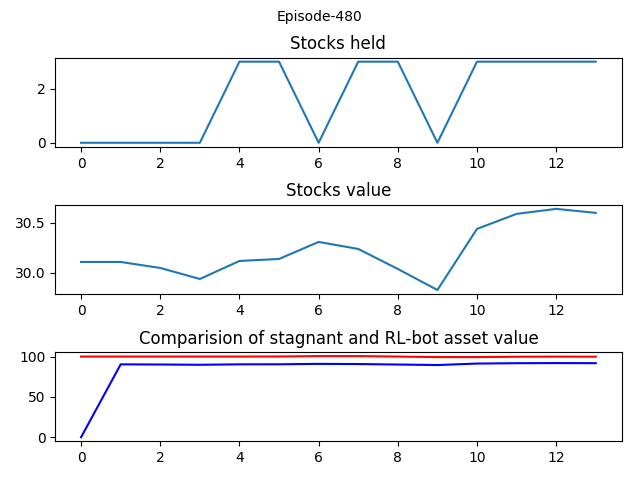 Episode-480
Stocks held
2
0
0 2 4 6 8 10 12
Stocks value
30.5
30.0
0 2 4 6 8 10 12
Comparision of stagnant and RL-bot asset value
100
50
0
0 2 4 6 8 10 12